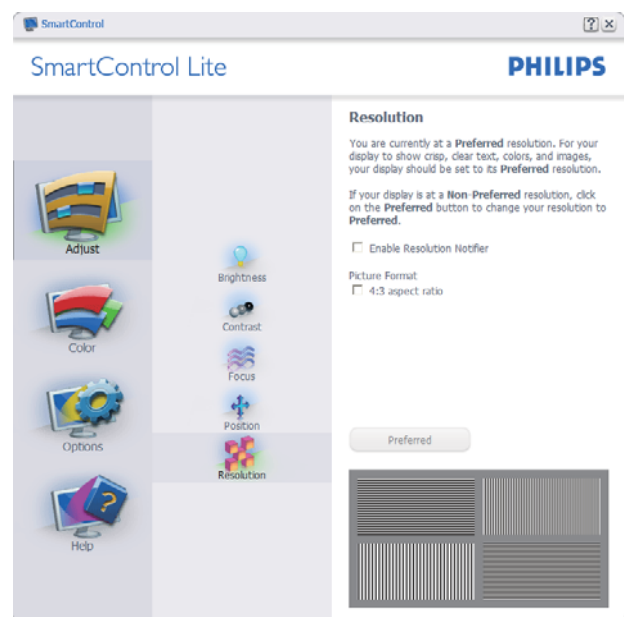 SmartControl
SmartControl Lite
PHILIPS
Adjust
Color
Options
Help
Brightness
Contrast
Focus
Position
Resolution
Resolution
You are currently at a Preferred resolution. For your
display to show crisp, clear text, colors, and images,
your display should be set to its Preferred resolution.
If your display is at a Non-Preferred resolution, click
on the Preferred button to change your resolution to
Preferred.
Enable Resolution Notifier
Picture Format
4:3 aspect ratio
Preferred